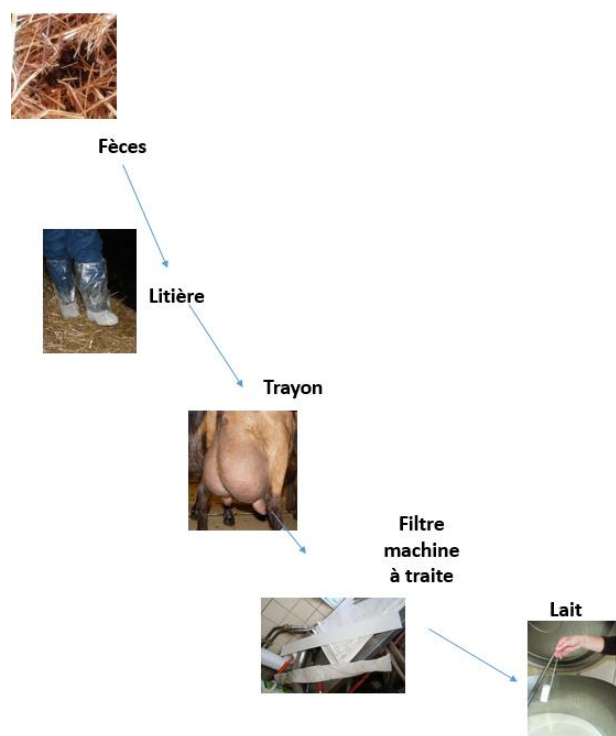 Fèces
Litière
Trayon
Filtre
machine
à traite
Lait